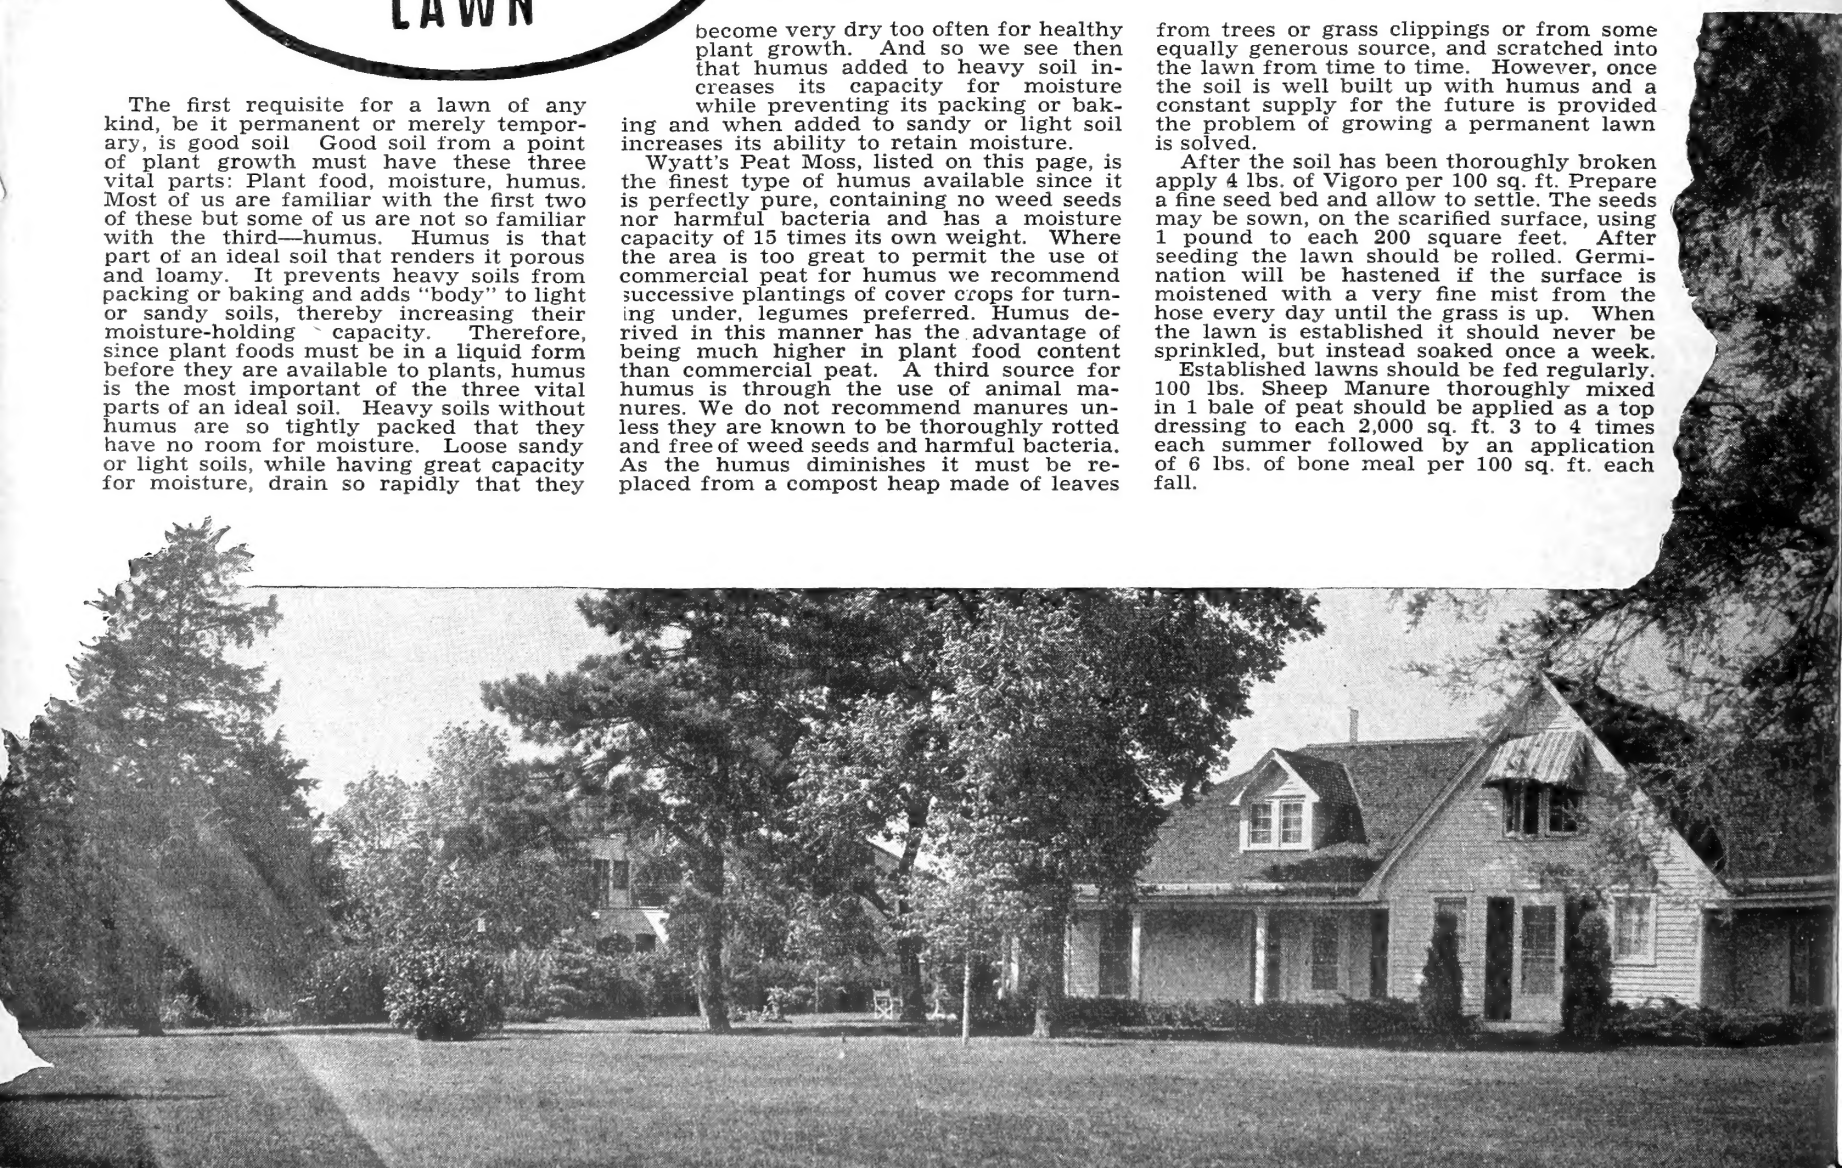 LAWN
The first requisite for a lawn of any
kind, be it permanent or merely tempor-
ary, is good soil Good soil from a point
of plant growth must have these three
vital parts: Plant food, moisture, humus.
Most of us are familiar with the first two
of these but some of us are not so familiar
with the third—humus. Humus is that
part of an ideal soil that renders it porous
and loamy. It prevents heavy soils from
packing or baking and adds "body" to light
or sandy soils, thereby increasing their
moisture-holding capacity. Therefore,
since plant foods must be in a liquid form
before they are available to plants, humus
is the most important of the three vital
parts of an ideal soil. Heavy soils without
humus are so tightly packed that they
have no room for moisture. Loose sandy
or light soils, while having great capacity
for moisture, drain so rapidly that they
become very dry too often for healthy
plant growth. And so we see then
that humus added to heavy soil in-
creases its capacity for moisture
while preventing its packing or bak-
ing and when added to sandy or light soil
increases its ability to retain moisture.
Wyatt's Peat Moss, listed on this page, is
the finest type of humus available since it
is perfectly pure, containing no weed seeds
nor harmful bacteria and has a moisture
capacity of 15 times its own weight. Where
the area is too great to permit the use of
commercial peat for humus we recommend
successive plantings of cover crops for turn-
ing under, legumes preferred. Humus de-
rived in this manner has the advantage of
being much higher in plant food content
than commercial peat. A third source for
humus is through the use of animal ma-
nures. We do not recommend manures un-
less they are known to be thoroughly rotted
and free of weed seeds and harmful bacteria.
As the humus diminishes it must be re-
placed from a compost heap made of leaves
from trees or grass clippings or from some
equally generous source, and scratched into
the lawn from time to time. However, once
the soil is well built up with humus and a
constant supply for the future is provided
the problem of growing a permanent lawn
is solved.
After the soil has been thoroughly broken
apply 4 lbs. of Vigoro per 100 sq. ft. Prepare
a fine seed bed and allow to settle. The seeds
may be sown, on the scarified surface, using
1 pound to each 200 square feet. After
seeding the lawn should be rolled. Germi-
nation will be hastened if the surface is
moistened with a very fine mist from the
hose every day until the grass is up. When
the lawn is established it should never be
sprinkled, but instead soaked once a week.
Established lawns should be fed regularly.
100 lbs. Sheep Manure thoroughly mixed
in 1 bale of peat should be applied as a top
dressing to each 2,000 sq. ft. 3 to 4 times
each summer followed by an application
of 6 lbs. of bone meal per 100 sq. ft. each
fall.